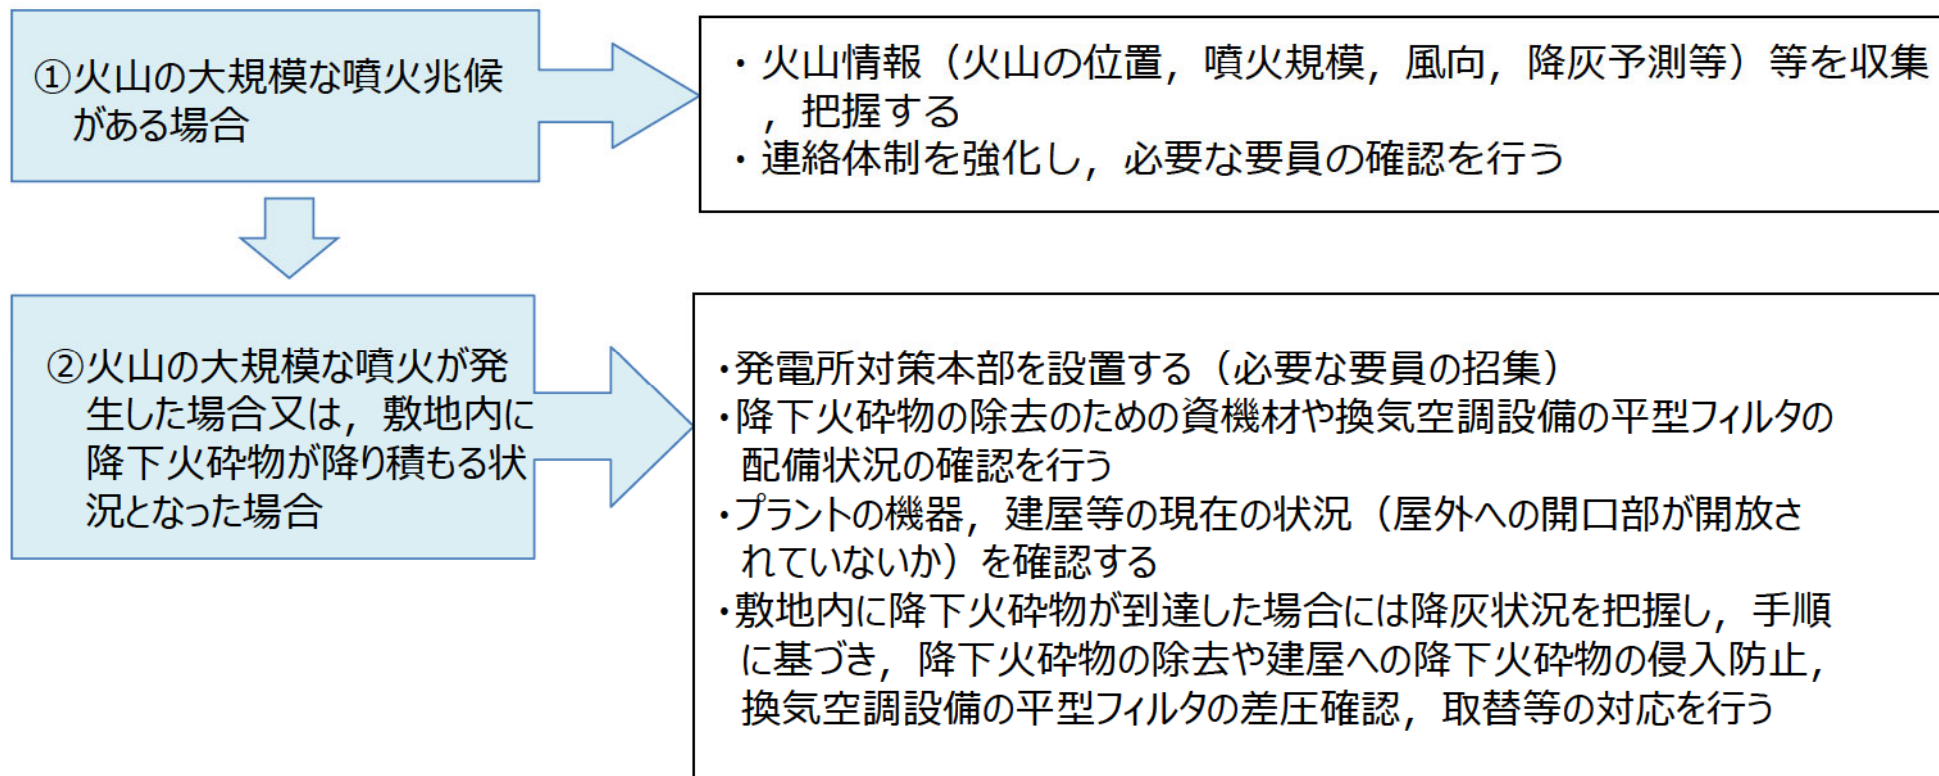 ①火山の大規模な噴火兆候
がある場合
・火山情報（火山の位置，噴火規模，風向，降灰予測等）等を収集
，把握する
・連絡体制を強化し，必要な要員の確認を行う
②火山の大規模な噴火が発
生した場合又は，敷地内に
降下火砕物が降り積もる状
況となった場合
・発電所対策本部を設置する（必要な要員の招集）
・降下火砕物の除去のための資機材や換気空調設備の平型フィルタの
配備状況の確認を行う
・プラントの機器，建屋等の現在の状況（屋外への開口部が開放さ
れていないか）を確認する
・敷地内に降下火砕物が到達した場合には降灰状況を把握し，手順
に基づき，降下火砕物の除去や建屋への降下火砕物の侵入防止，
換気空調設備の平型フィルタの差圧確認，取替等の対応を行う